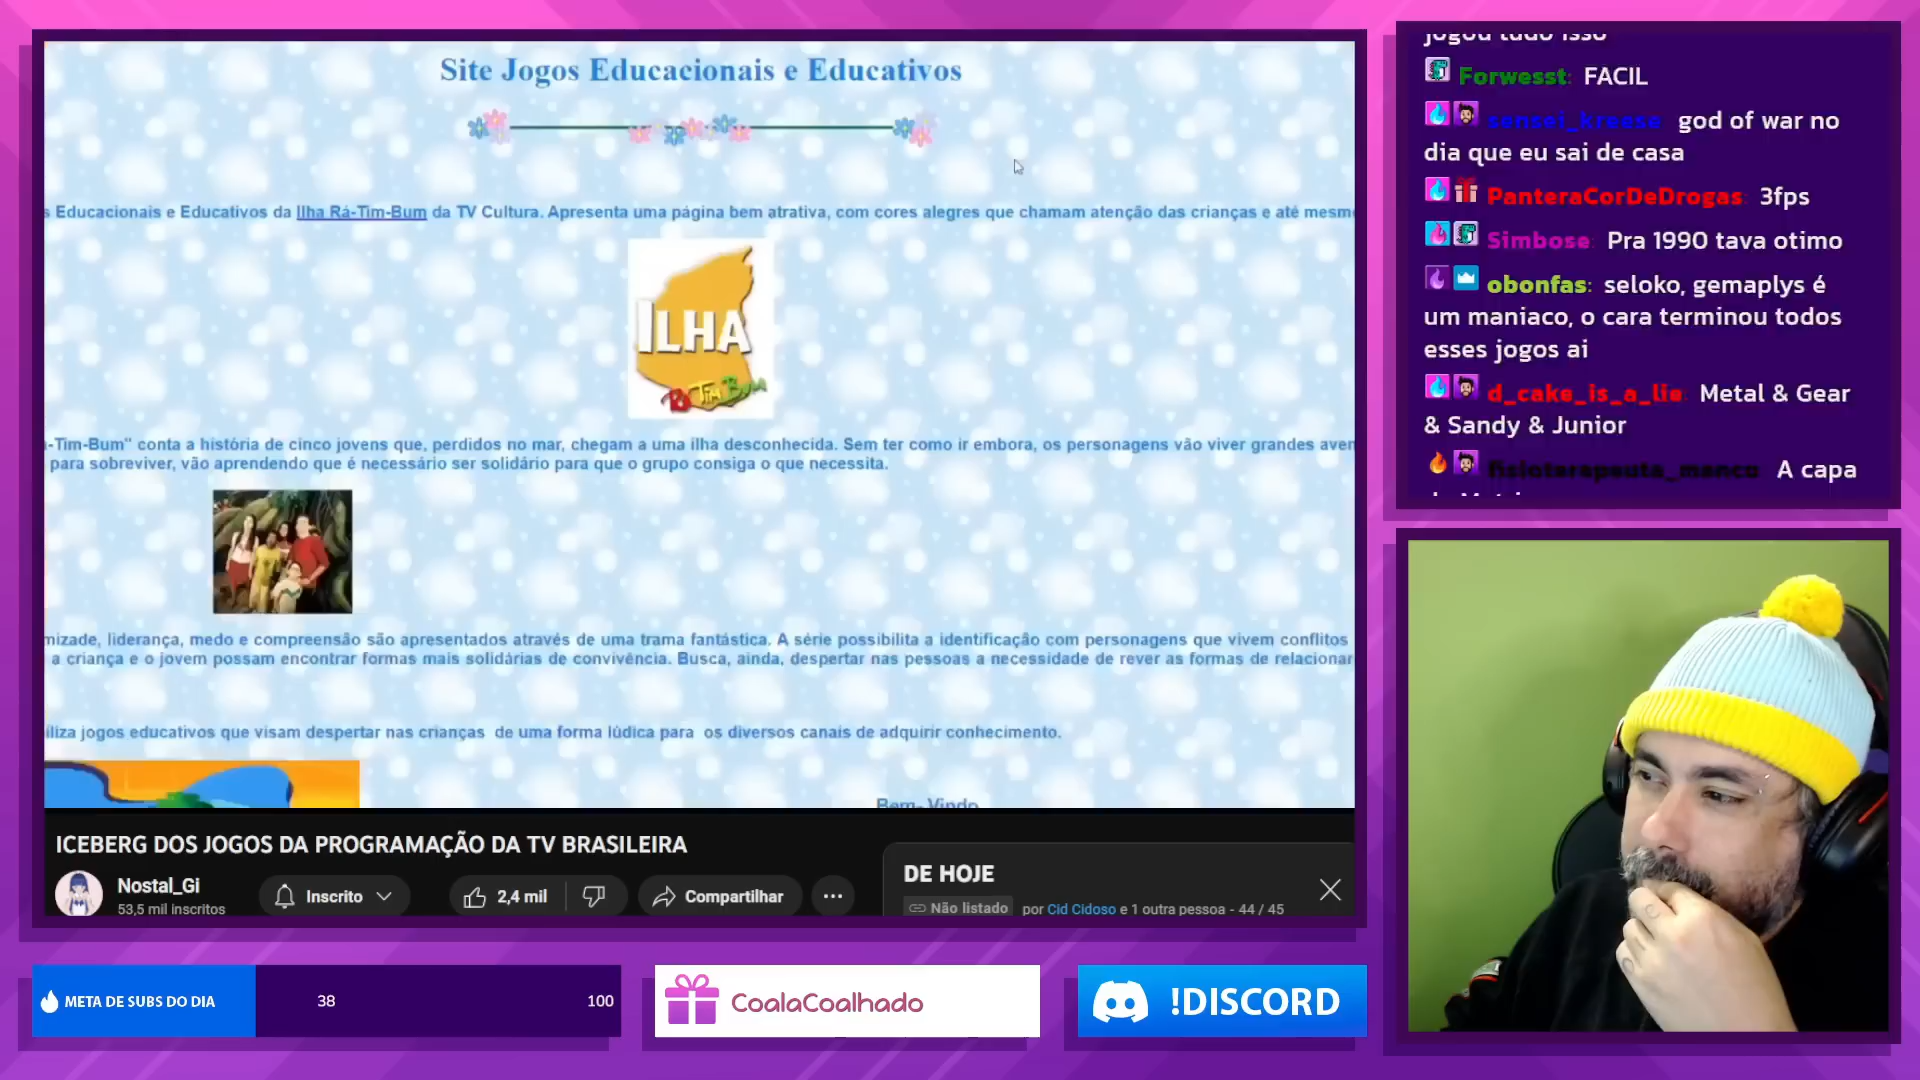 Site Jogos Educacionais e Educativos
s Educacionais e Educativos da Ilha Rá-Tim-Bum da TV Cultura. Apresenta uma página bem atrativa, com cores alegres que chamam atenção das crianças e até mesm
ILHA
Rá Tim Bum
-Tim-Bum" conta a história de cinco jovens que, perdidos no mar, chegam a uma ilha desconhecida. Sem ter como ir embora, os personagens vão viver grandes aven
para sobreviver, vão aprendendo que é necessário ser solidário para que o grupo consiga o que necessita.
mizade, liderança, medo e compreensão são apresentados através de uma trama fantástica. A série possibilita a identificação com personagens que vivem conflitos
a criança e o jovem possam encontrar formas mais solidárias de convivência. Busca, ainda, despertar nas pessoas a necessidade de rever as formas de relacionar
iliza jogos educativos que visam despertar nas crianças de uma forma lúdica para os diversos canais de adquirir conhecimento.
Bem- Vindo
ICEBERG DOS JOGOS DA PROGRAMAÇÃO DA TV BRASILEIRA
Nostal_Gi
53,5 mil inscritos
Inscrito
2,4 mil
Compartilhar
DE HOJE
Não listado por Cid Cidoso e 1 outra pessoa - 44 / 45
jogou tudo isso
Forwesst: FACIL
sensei_kreese: god of war no
dia que eu sai de casa
PanteraCorDeDrogas: 3fps
Simbose: Pra 1990 tava otimo
obonfas: seloko, gemaplys é
um maniaco, o cara terminou todos
esses jogos ai
d_cake_is_a_lie: Metal & Gear
& Sandy & Junior
fisioterapeuta_manco: A capa
META DE SUBS DO DIA 38 100
CoalaCoalhado
!DISCORD